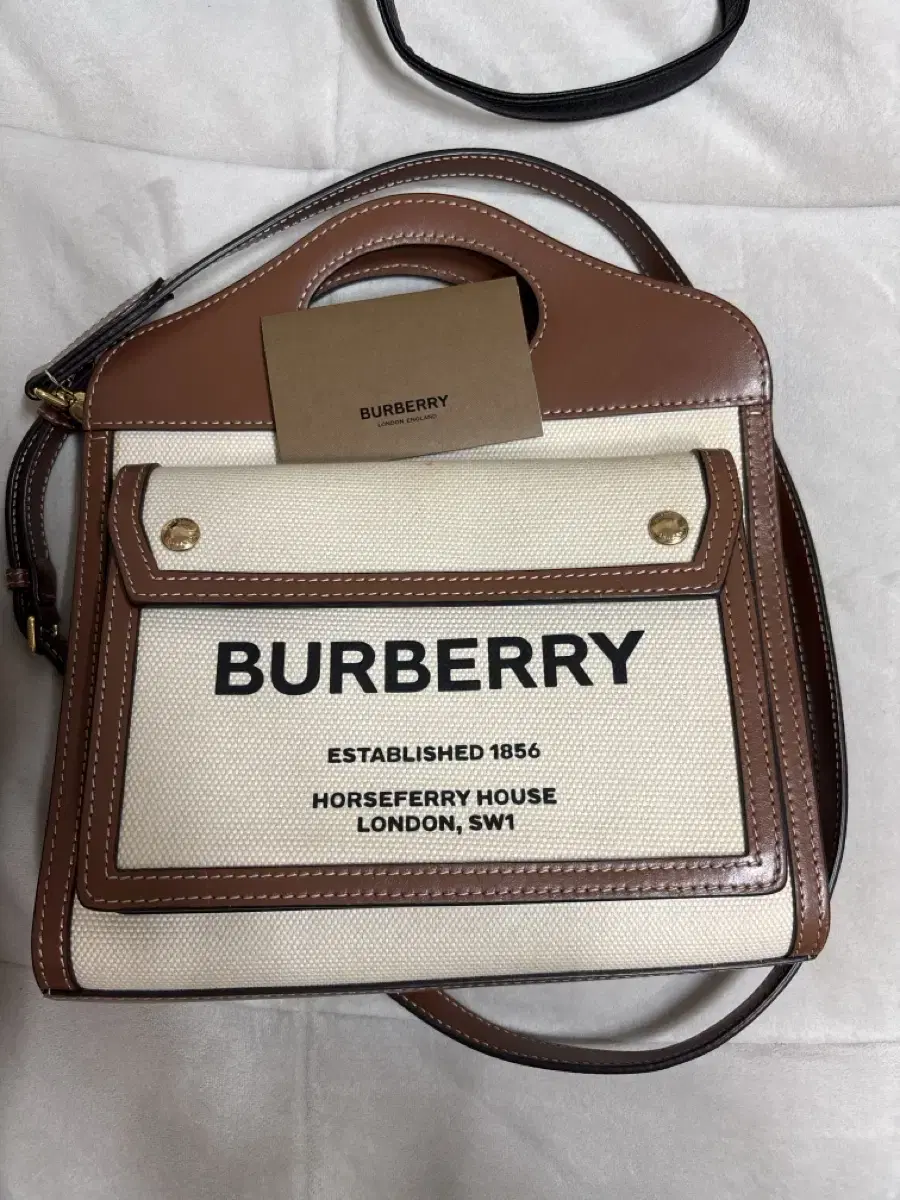 BURBERRY
LONDON, ENGLAND
BURBERRY
ESTABLISHED 1856
HORSEFERRY HOUSE
LONDON, SW1